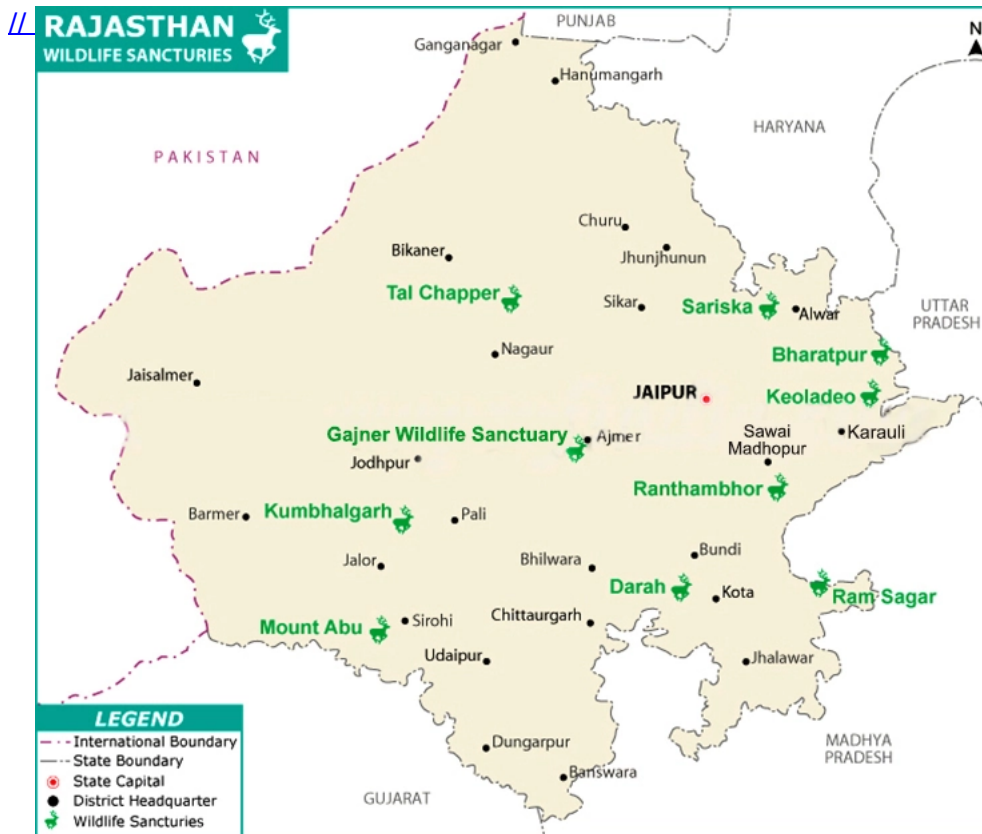 //
RAJASTHAN
WILDLIFE SANCTURIES
PUNJAB
N
Ganganagar
Hanumangarh
HARYANA
PAKISTAN
Churu
Jhunjhunun
Bikaner
Tal Chapper
Sikar
Sariska
Alwar
UTTAR
PRADESH
Nagaur
Bharatpur
Jaisalmer
JAIPUR
Keoladeo
Gajner Wildlife Sanctuary
Ajmer
Sawai
Madhopur
Karauli
Jodhpur
Ranthambhor
Barmer
Kumbhalgarh
Pali
Jalor
Bhilwara
Bundi
Darah
Kota
Ram Sagar
Mount Abu
Sirohi
Chittaurgarh
Udaipur
Jhalawar
Dungarpur
Banswara
MADHYA
PRADESH
GUJARAT
LEGEND
International Boundary
State Boundary
State Capital
District Headquarter
Wildlife Sancturies